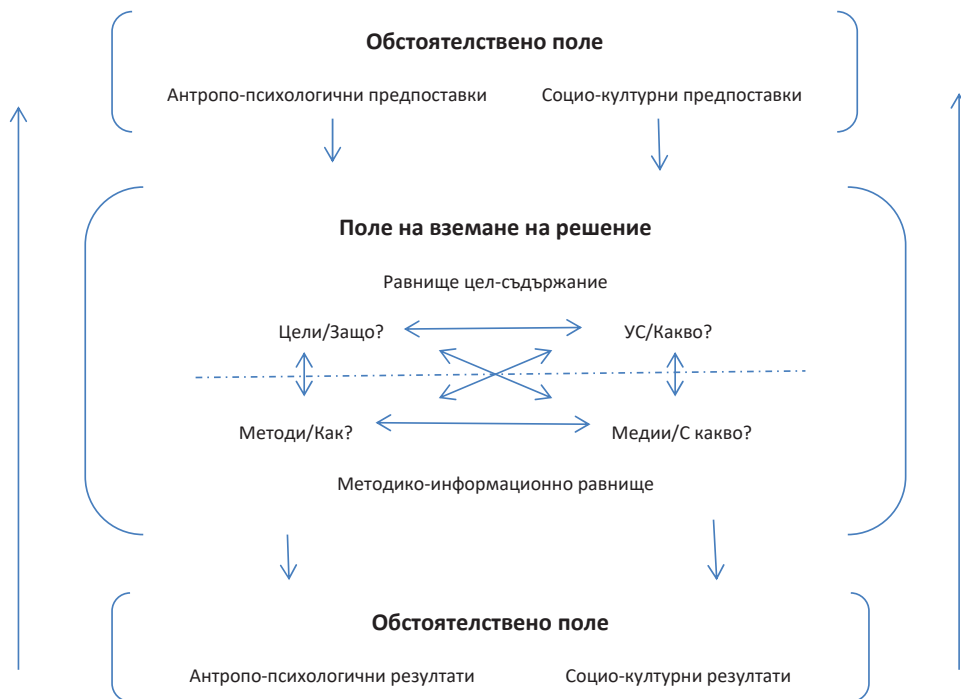 Обстоятелствено поле
Антропо-психологични предпоставки Социо-културни предпоставки
Поле на вземане на решение
Равнище цел-съдържание
Цели/Защо? УС/Какво?
Методи/Как? Медии/С какво?
Методико-информационно равнище
Обстоятелствено поле
Антропо-психологични резултати Социо-културни резултати